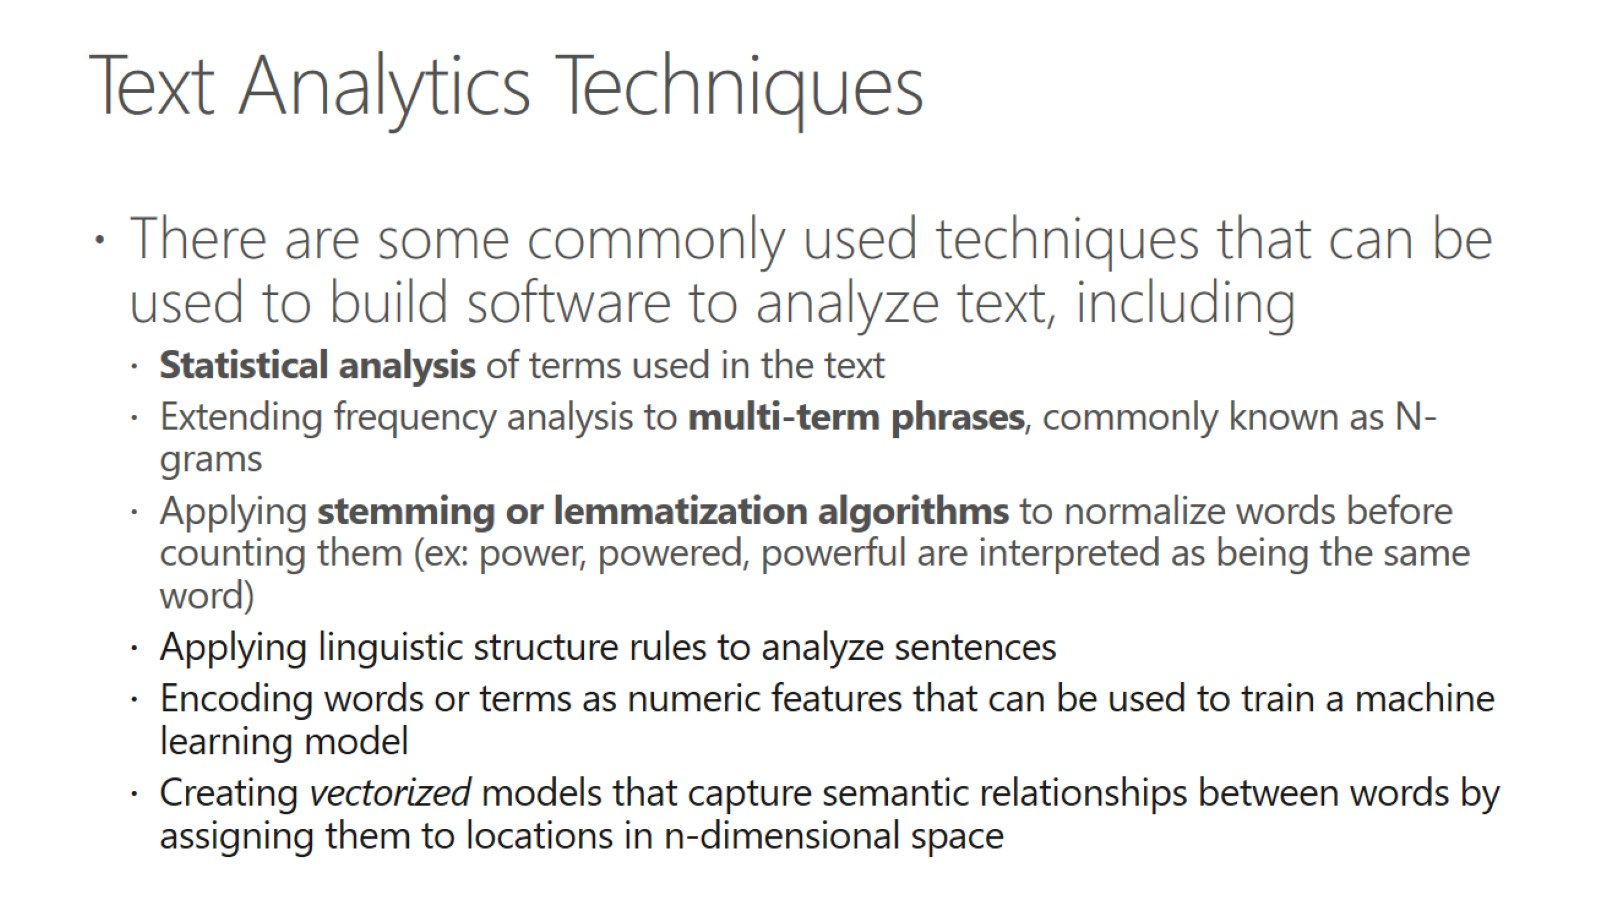 Text Analytics Techniques
• There are some commonly used techniques that can be
used to build software to analyze text, including
• Statistical analysis of terms used in the text
• Extending frequency analysis to multi-term phrases, commonly known as N-
grams
• Applying stemming or lemmatization algorithms to normalize words before
counting them (ex: power, powered, powerful are interpreted as being the same
word)
• Applying linguistic structure rules to analyze sentences
• Encoding words or terms as numeric features that can be used to train a machine
learning model
• Creating vectorized models that capture semantic relationships between words by
assigning them to locations in n-dimensional space